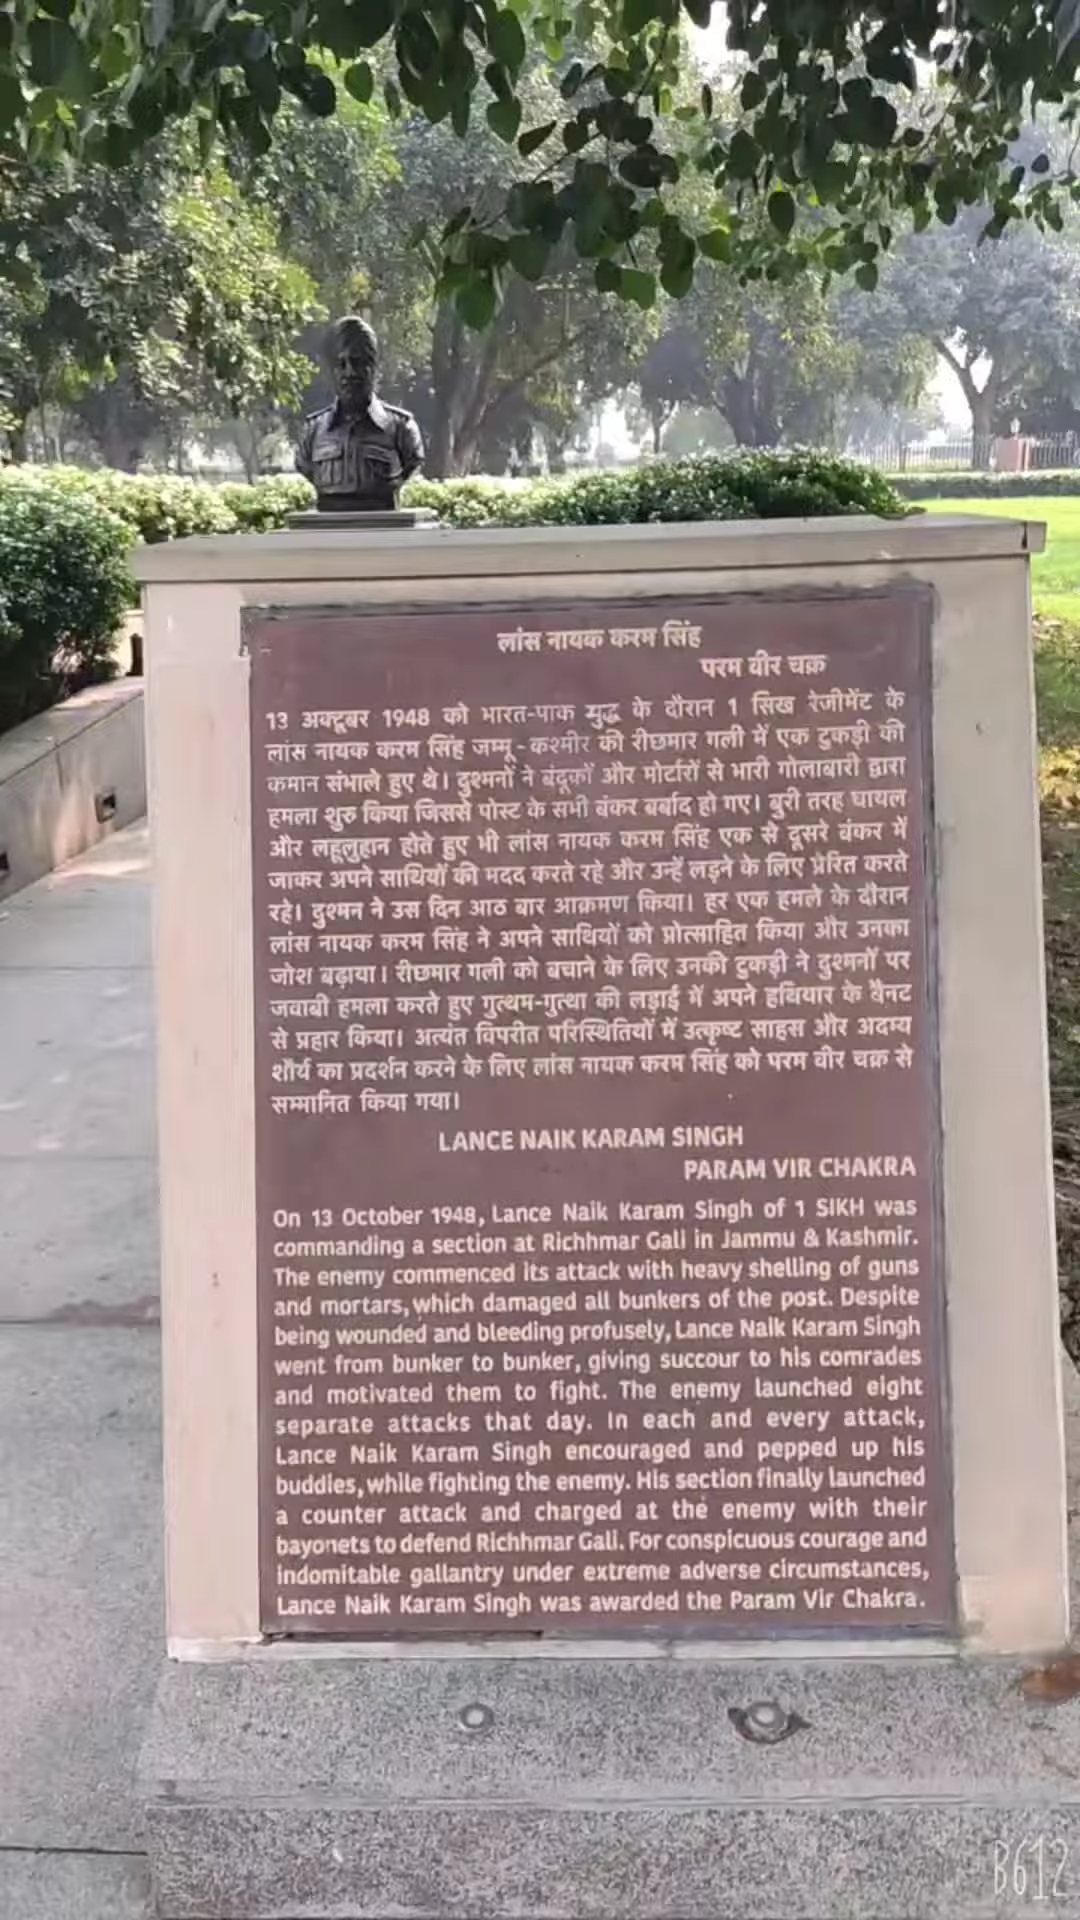 लांस नायक करम सिंह
परम वीर चक्र
13 अक्टूबर 1948 को भारत-पाक युद्ध के दौरान 1 सिख रेजीमेंट के
लांस नायक करम सिंह जम्मू-कश्मीर की रीछमार गली में एक टुकड़ी की
कमान संभाले हुए थे। दुश्मनों ने बंदूकों और मोर्टारों से भारी गोलाबारी द्वारा
हमला शुरु किया जिससे पोस्ट के सभी बंकर बर्बाद हो गए। बुरी तरह घायल
और लहूलुहान होते हुए भी लांस नायक करम सिंह एक से दूसरे बंकर में
जाकर अपने साथियों की मदद करते रहे और उन्हें लड़ने के लिए प्रेरित करते
रहे। दुश्मन ने उस दिन आठ बार आक्रमण किया। हर एक हमले के दौरान
लांस नायक करम सिंह ने अपने साथियों को प्रोत्साहित किया और उनका
जोश बढ़ाया। रीछमार गली को बचाने के लिए उनकी टुकड़ी ने दुश्मनों पर
जवाबी हमला करते हुए गुत्थम-गुत्था की लड़ाई में अपने हथियार के बैनट
से प्रहार किया। अत्यंत विपरीत परिस्थितियों में उत्कृष्ट साहस और अदम्य
शौर्य का प्रदर्शन करने के लिए लांस नायक करम सिंह को परम वीर चक्र से
सम्मानित किया गया।
LANCE NAIK KARAM SINGH
PARAM VIR CHAKRA
On 13 October 1948, Lance Naik Karam Singh of 1 SIKH was
commanding a section at Richhmar Gali in Jammu & Kashmir.
The enemy commenced its attack with heavy shelling of guns
and mortars, which damaged all bunkers of the post. Despite
being wounded and bleeding profusely, Lance Naik Karam Singh
went from bunker to bunker, giving succour to his comrades
and motivated them to fight. The enemy launched eight
separate attacks that day. In each and every attack,
Lance Naik Karam Singh encouraged and pepped up his
buddies, while fighting the enemy. His section finally launched
a counter attack and charged at the enemy with their
bayonets to defend Richhmar Gali. For conspicuous courage and
indomitable gallantry under extreme adverse circumstances,
Lance Naik Karam Singh was awarded the Param Vir Chakra.
B612